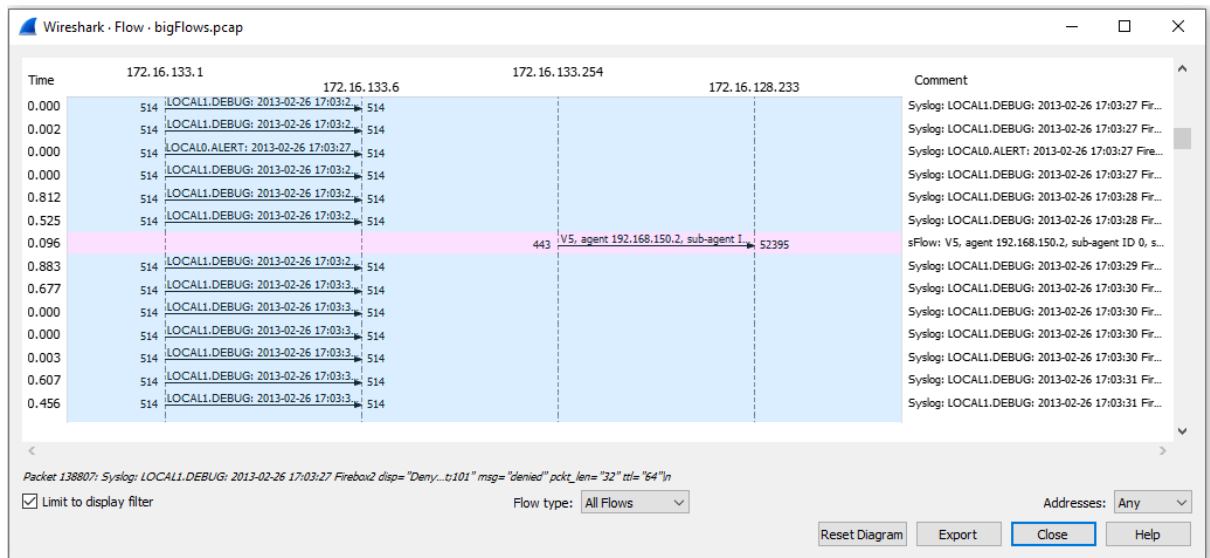 Wireshark · Flow · bigFlows.pcap
Time 172.16.133.1 172.16.133.6 172.16.133.254 172.16.128.233 Comment
0.000 514 LOCAL1.DEBUG: 2013-02-26 17:03:2... 514 Syslog: LOCAL1.DEBUG: 2013-02-26 17:03:27 Fir...
0.002 514 LOCAL1.DEBUG: 2013-02-26 17:03:2... 514 Syslog: LOCAL1.DEBUG: 2013-02-26 17:03:27 Fir...
0.000 514 LOCAL0.ALERT: 2013-02-26 17:03:27... 514 Syslog: LOCAL0.ALERT: 2013-02-26 17:03:27 Fire...
0.000 514 LOCAL1.DEBUG: 2013-02-26 17:03:2... 514 Syslog: LOCAL1.DEBUG: 2013-02-26 17:03:27 Fir...
0.812 514 LOCAL1.DEBUG: 2013-02-26 17:03:2... 514 Syslog: LOCAL1.DEBUG: 2013-02-26 17:03:28 Fir...
0.525 514 LOCAL1.DEBUG: 2013-02-26 17:03:2... 514 Syslog: LOCAL1.DEBUG: 2013-02-26 17:03:28 Fir...
0.096 443 V5, agent 192.168.150.2, sub-agent I... 52395 sFlow: V5, agent 192.168.150.2, sub-agent ID 0, s...
0.883 514 LOCAL1.DEBUG: 2013-02-26 17:03:2... 514 Syslog: LOCAL1.DEBUG: 2013-02-26 17:03:29 Fir...
0.677 514 LOCAL1.DEBUG: 2013-02-26 17:03:3... 514 Syslog: LOCAL1.DEBUG: 2013-02-26 17:03:30 Fir...
0.000 514 LOCAL1.DEBUG: 2013-02-26 17:03:3... 514 Syslog: LOCAL1.DEBUG: 2013-02-26 17:03:30 Fir...
0.000 514 LOCAL1.DEBUG: 2013-02-26 17:03:3... 514 Syslog: LOCAL1.DEBUG: 2013-02-26 17:03:30 Fir...
0.003 514 LOCAL1.DEBUG: 2013-02-26 17:03:3... 514 Syslog: LOCAL1.DEBUG: 2013-02-26 17:03:30 Fir...
0.607 514 LOCAL1.DEBUG: 2013-02-26 17:03:3... 514 Syslog: LOCAL1.DEBUG: 2013-02-26 17:03:31 Fir...
0.456 514 LOCAL1.DEBUG: 2013-02-26 17:03:3... 514 Syslog: LOCAL1.DEBUG: 2013-02-26 17:03:31 Fir...
Packet 138807: Syslog: LOCAL1.DEBUG: 2013-02-26 17:03:27 Firebox2 disp="Deny...t;101" msg="denied" pckt_len="32" ttl="64"\n
Limit to display filter Flow type: All Flows Addresses: Any
Reset Diagram Export Close Help